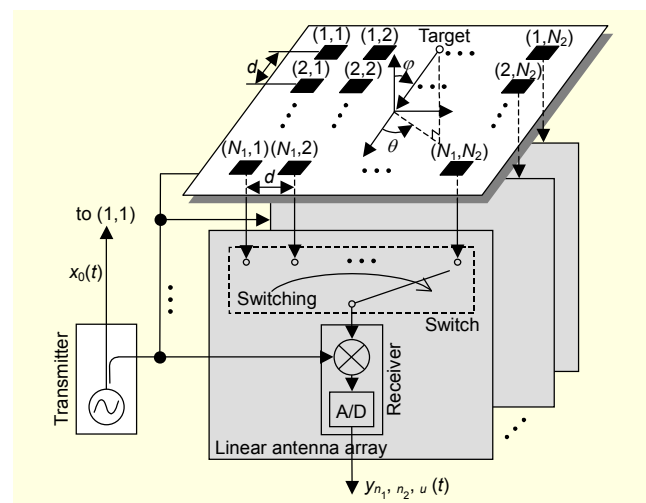 (1,1) (1,2) Target (1,N₂)
d (2,1) (2,2) φ (2,N₂)
θ
(N₁,1) (N₁,2) (N₁,N₂)
d
to (1,1)
x₀(t)
Switching
Switch
Transmitter
Receiver
A/D
Linear antenna array
yₙ₁, ₙ₂, ᵤ (t)